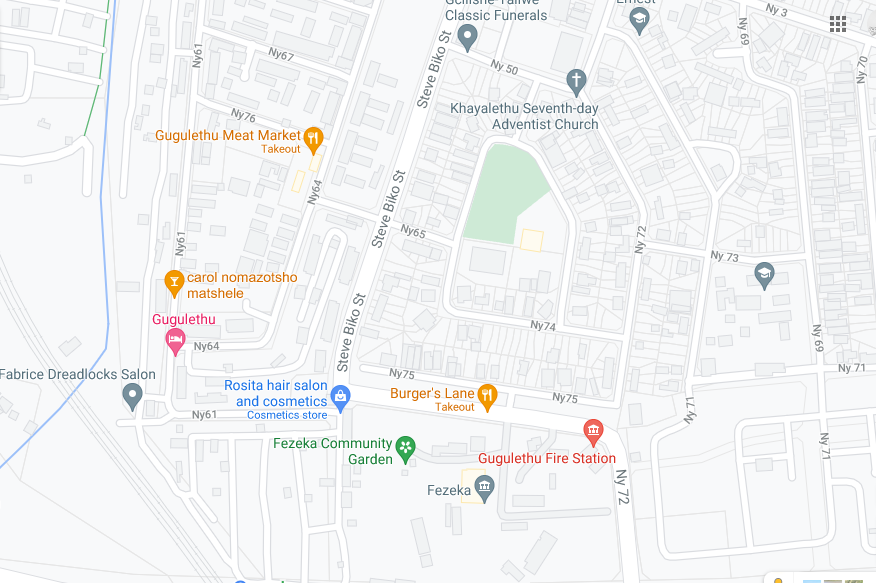 Gcilishe-Taliwe
Classic Funerals
Ernest
Ny 3
Ny 69
Ny 70
Ny61
Ny67
Steve Biko St
Ny 50
Khayalethu Seventh-day
Adventist Church
Ny76
Gugulethu Meat Market
Takeout
Ny64
Steve Biko St
Ny65
Ny 72
Ny 73
Ny61
carol nomazotsho
matshele
Gugulethu
Ny64
Steve Biko St
Ny74
Ny 69
Ny 71
Fabrice Dreadlocks Salon
Ny75
Rosita hair salon
and cosmetics
Cosmetics store
Burger's Lane
Takeout
Ny75
Ny 71
Ny61
Fezeka Community
Garden
Gugulethu Fire Station
Ny 71
Fezeka
Ny 72